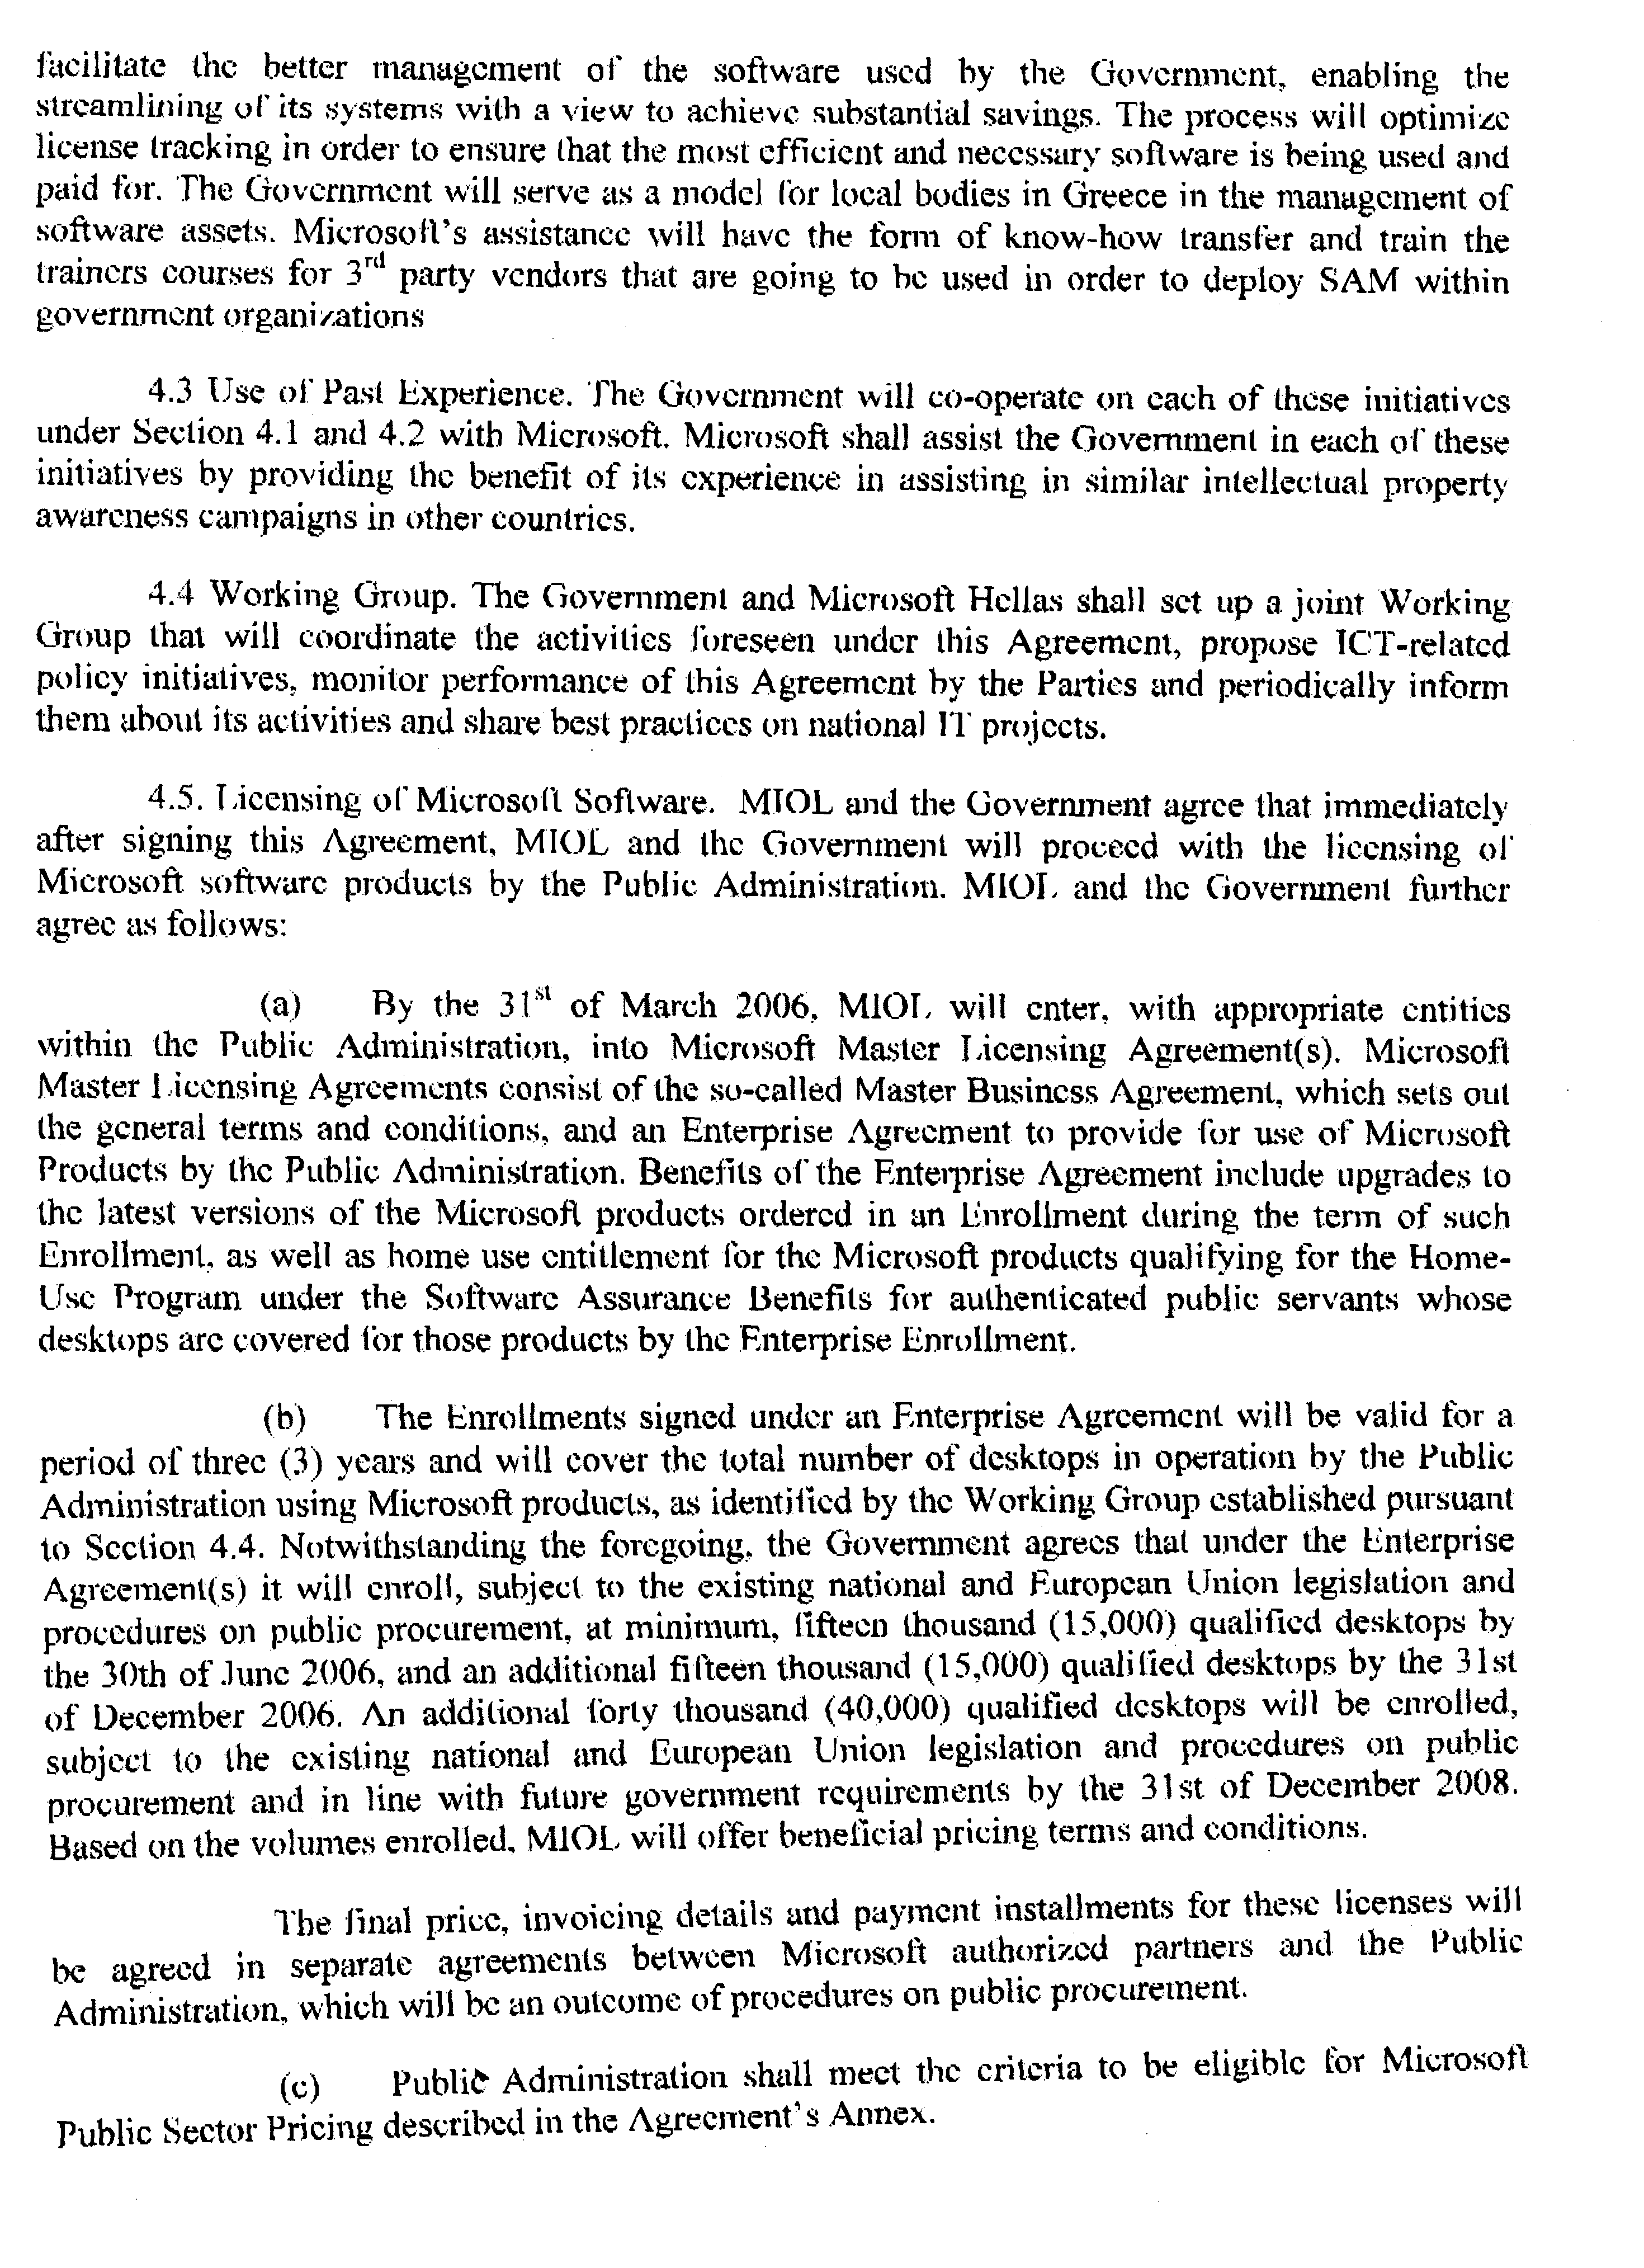 facilitate the better management of the software used by the Government, enabling the
streamlining of its systems with a view to achieve substantial savings. The process will optimize
license tracking in order to ensure that the most efficient and necessary software is being used and
paid for. The Government will serve as a model for local bodies in Greece in the management of
software assets. Microsoft's assistance will have the form of know-how transfer and train the
trainers courses for 3rd party vendors that are going to be used in order to deploy SAM within
government organizations
4.3 Use of Past Experience. The Government will co-operate on each of these initiatives
under Section 4.1 and 4.2 with Microsoft. Microsoft shall assist the Government in each of these
initiatives by providing the benefit of its experience in assisting in similar intellectual property
awareness campaigns in other countries.
4.4 Working Group. The Government and Microsoft Hellas shall set up a joint Working
Group that will coordinate the activities foreseen under this Agreement, propose ICT-related
policy initiatives, monitor performance of this Agreement by the Parties and periodically inform
them about its activities and share best practices on national IT projects.
4.5. Licensing of Microsoft Software. MIOL and the Government agree that immediately
after signing this Agreement, MIOL and the Government will proceed with the licensing of
Microsoft software products by the Public Administration. MIOL and the Government further
agree as follows:
(a) By the 31st of March 2006, MIOL will enter, with appropriate entities
within the Public Administration, into Microsoft Master Licensing Agreement(s). Microsoft
Master Licensing Agreements consist of the so-called Master Business Agreement, which sets out
the general terms and conditions, and an Enterprise Agreement to provide for use of Microsoft
Products by the Public Administration. Benefits of the Enterprise Agreement include upgrades to
the latest versions of the Microsoft products ordered in an Enrollment during the term of such
Enrollment, as well as home use entitlement for the Microsoft products qualifying for the Home-
Use Program under the Software Assurance Benefits for authenticated public servants whose
desktops are covered for those products by the Enterprise Enrollment.
(b) The Enrollments signed under an Enterprise Agreement will be valid for a
period of three (3) years and will cover the total number of desktops in operation by the Public
Administration using Microsoft products, as identified by the Working Group established pursuant
to Section 4.4. Notwithstanding the foregoing, the Government agrees that under the Enterprise
Agreement(s) it will enroll, subject to the existing national and European Union legislation and
procedures on public procurement, at minimum, fifteen thousand (15,000) qualified desktops by
the 30th of June 2006, and an additional fifteen thousand (15,000) qualified desktops by the 31st
of December 2006. An additional forty thousand (40,000) qualified desktops will be enrolled,
subject to the existing national and European Union legislation and procedures on public
procurement and in line with future government requirements by the 31st of December 2008.
Based on the volumes enrolled, MIOL will offer beneficial pricing terms and conditions.
The final price, invoicing details and payment installments for these licenses will
be agreed in separate agreements between Microsoft authorized partners and the Public
Administration, which will be an outcome of procedures on public procurement.
(c) Public Administration shall meet the criteria to be eligible for Microsoft
Public Sector Pricing described in the Agreement's Annex.